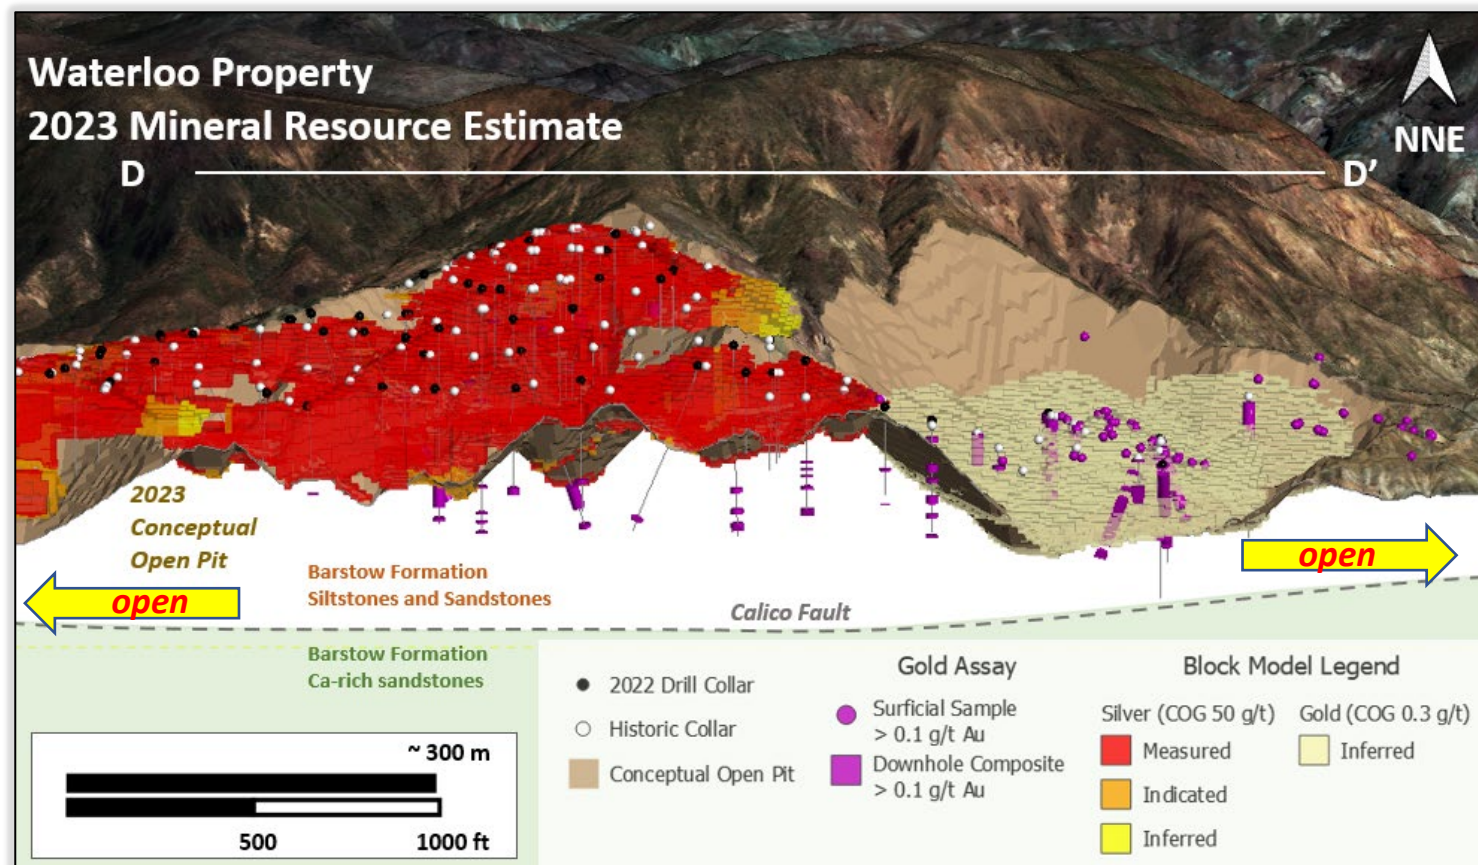 Waterloo Property
2023 Mineral Resource Estimate
D
D'
NNE
2023
Conceptual
Open Pit
open
open
Barstow Formation
Siltstones and Sandstones
Calico Fault
Barstow Formation
Ca-rich sandstones
~ 300 m
500
1000 ft
2022 Drill Collar
Historic Collar
Conceptual Open Pit
Gold Assay
Surficial Sample
> 0.1 g/t Au
Downhole Composite
> 0.1 g/t Au
Block Model Legend
Silver (COG 50 g/t)
Measured
Indicated
Inferred
Gold (COG 0.3 g/t)
Inferred